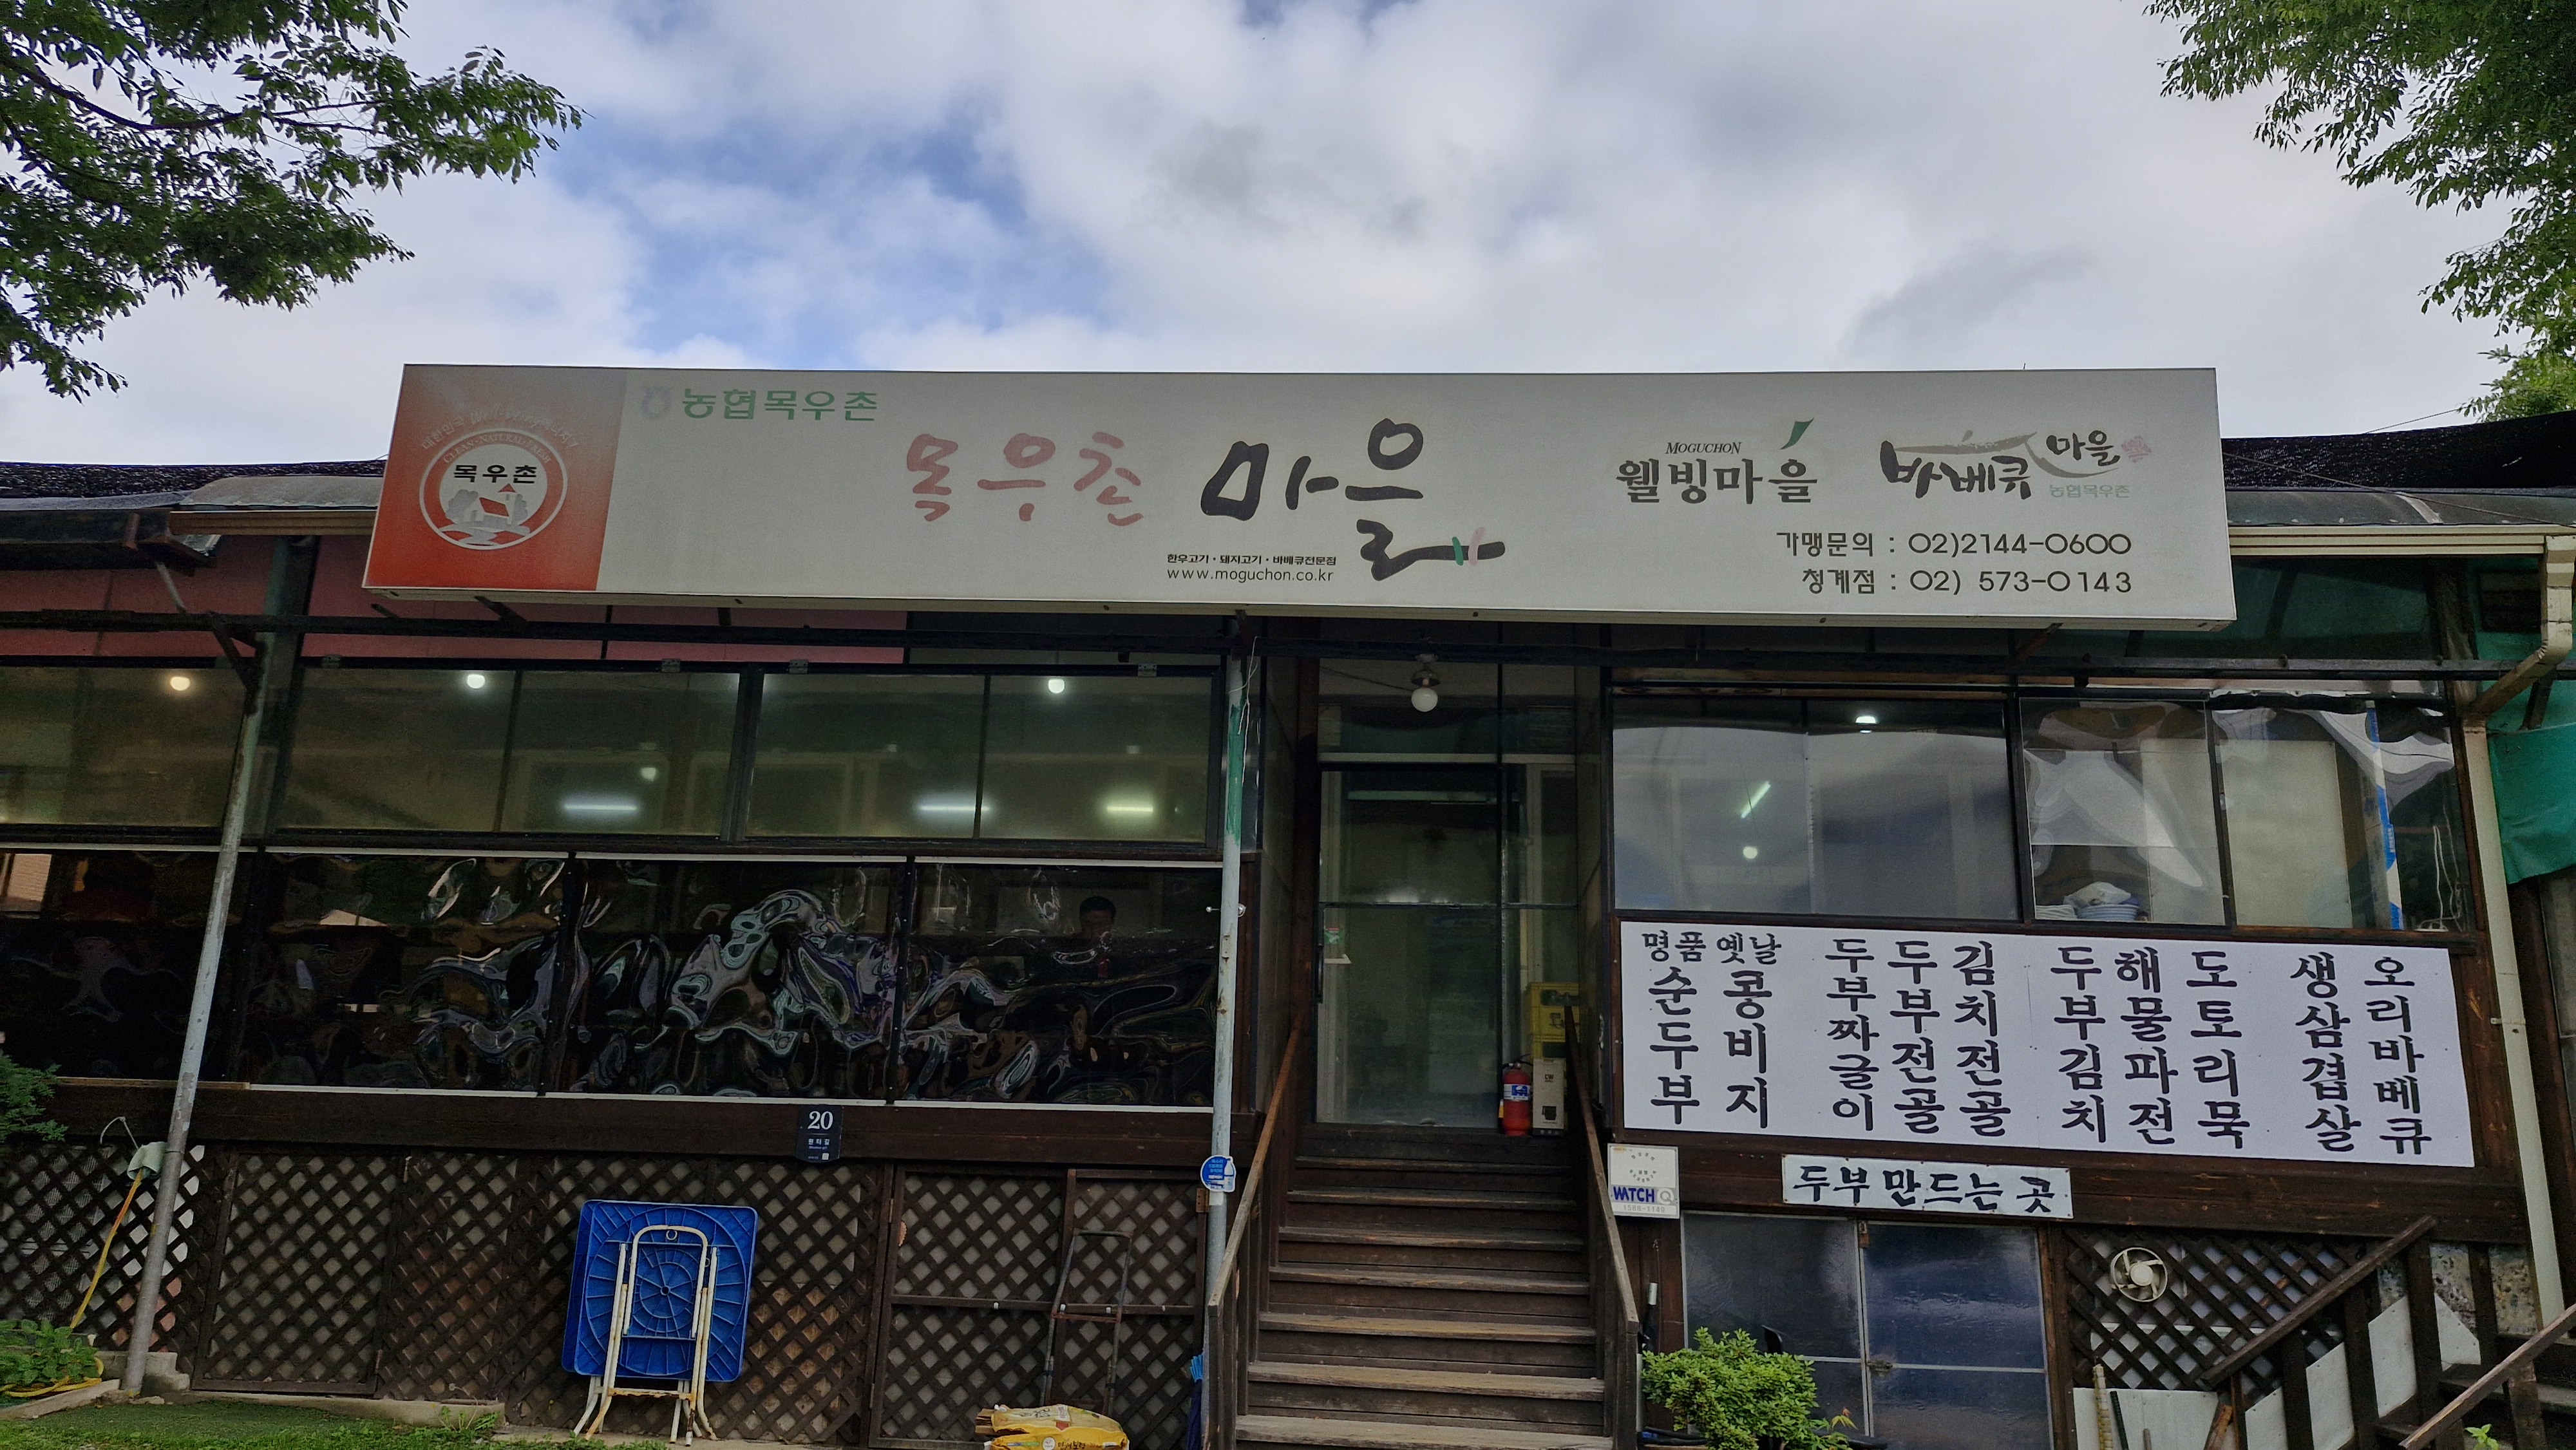 농협목우촌
CLEAN·NATURAL·FRESH
목우촌
목우촌 마을
한우고기·돼지고기·바베큐전문점
www.moguchon.co.kr
MOGUCHON
웰빙마을
바베큐 마을
농협목우촌
가맹문의 : 02)2144-0600
청계점 : 02) 573-0143
명품 순두부
옛날 콩비지
두부짜글이
두부전골
김치전골
두부김치
해물파전
도토리묵
생삼겹살
오리바베큐
두부만드는곳
20
WATCH
1588-1149